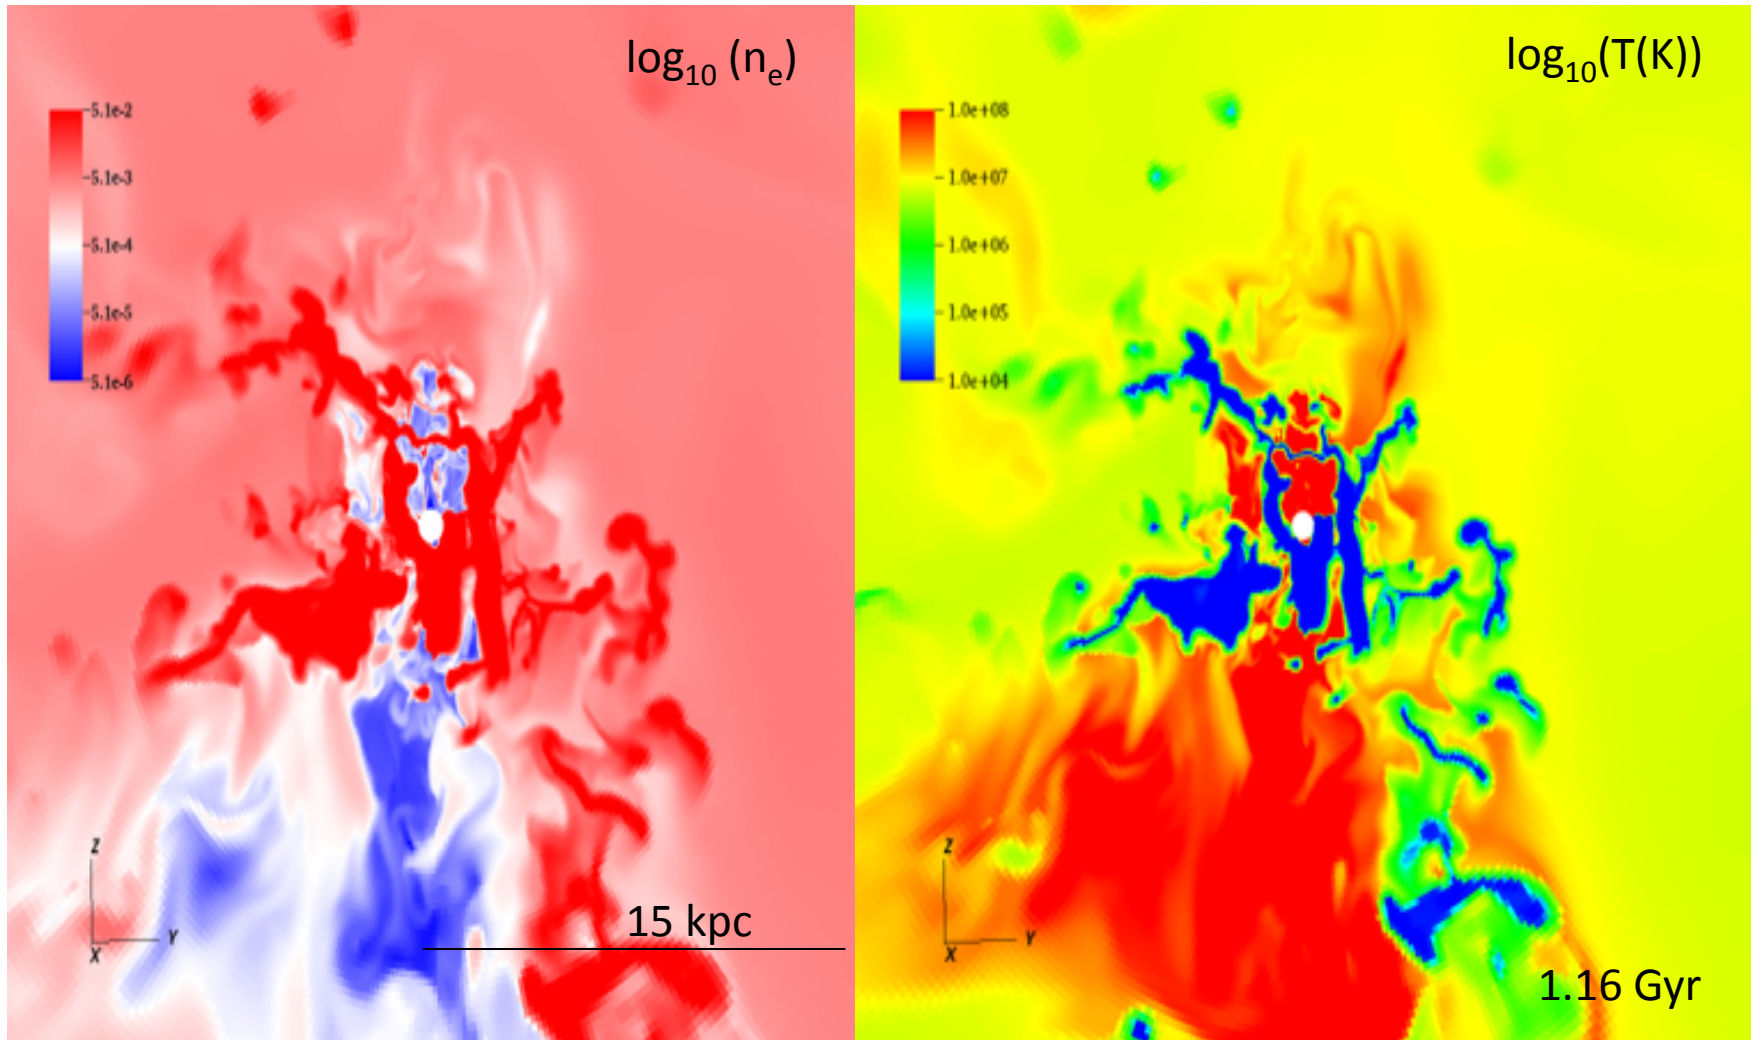 log₁₀ (nₑ)
5.1e-2
5.1e-3
5.1e-4
5.1e-5
5.1e-6
Z
Y
X
15 kpc
log₁₀(T(K))
1.0e+08
1.0e+07
1.0e+06
1.0e+05
1.0e+04
Z
Y
X
1.16 Gyr